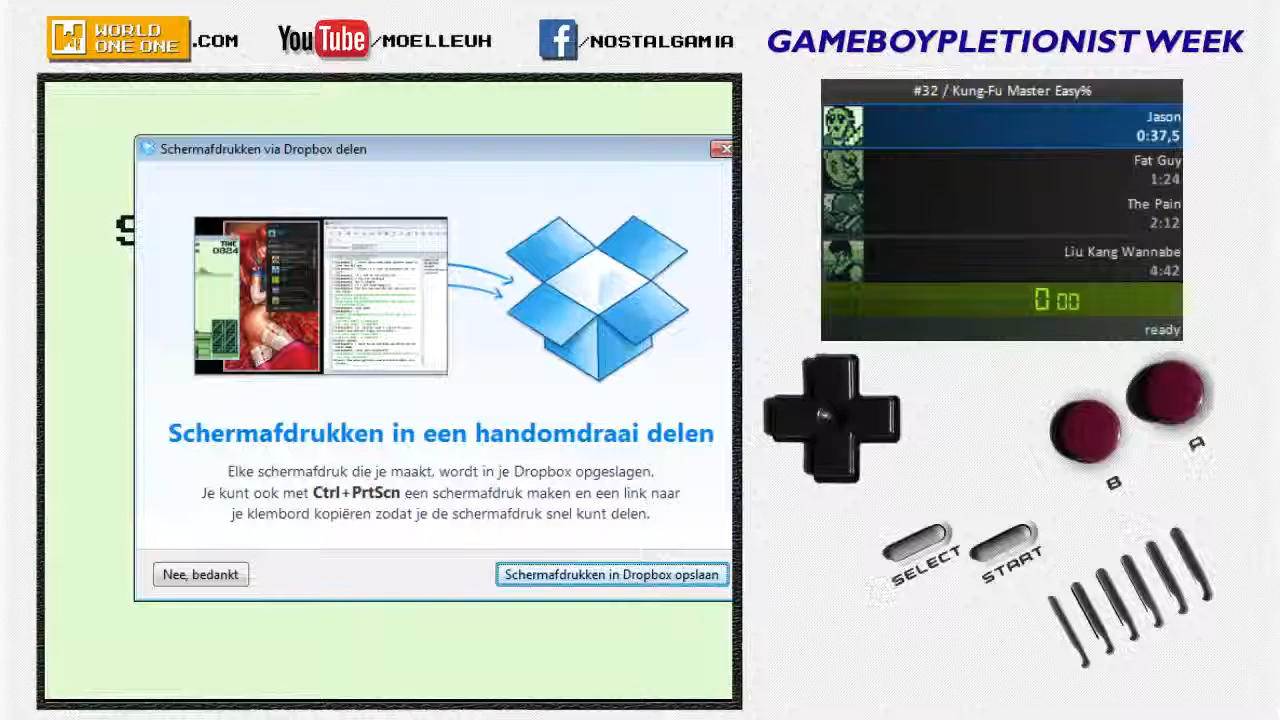 WORLD
ONE ONE
.COM
YouTube/MOELLEUH
f/NOSTALGAMIA
GAMEBOYPLETIONIST WEEK
#32 / Kung-Fu Master Easy%
Jason
0:37,5
Fat Guy
1:24
The Pain
2:12
Liu Kang Wannabe
4:42
0 00
ready
Schermafdrukken via Dropbox delen
S
TIME
0024
Schermafdrukken in een handomdraai delen
Elke schermafdruk die je maakt, wordt in je Dropbox opgeslagen.
Je kunt ook met Ctrl+PrtScn een schermafdruk maken en een link naar
je klembord kopiëren zodat je de schermafdruk snel kunt delen.
Nee, bedankt
Schermafdrukken in Dropbox opslaan
B
A
SELECT
START